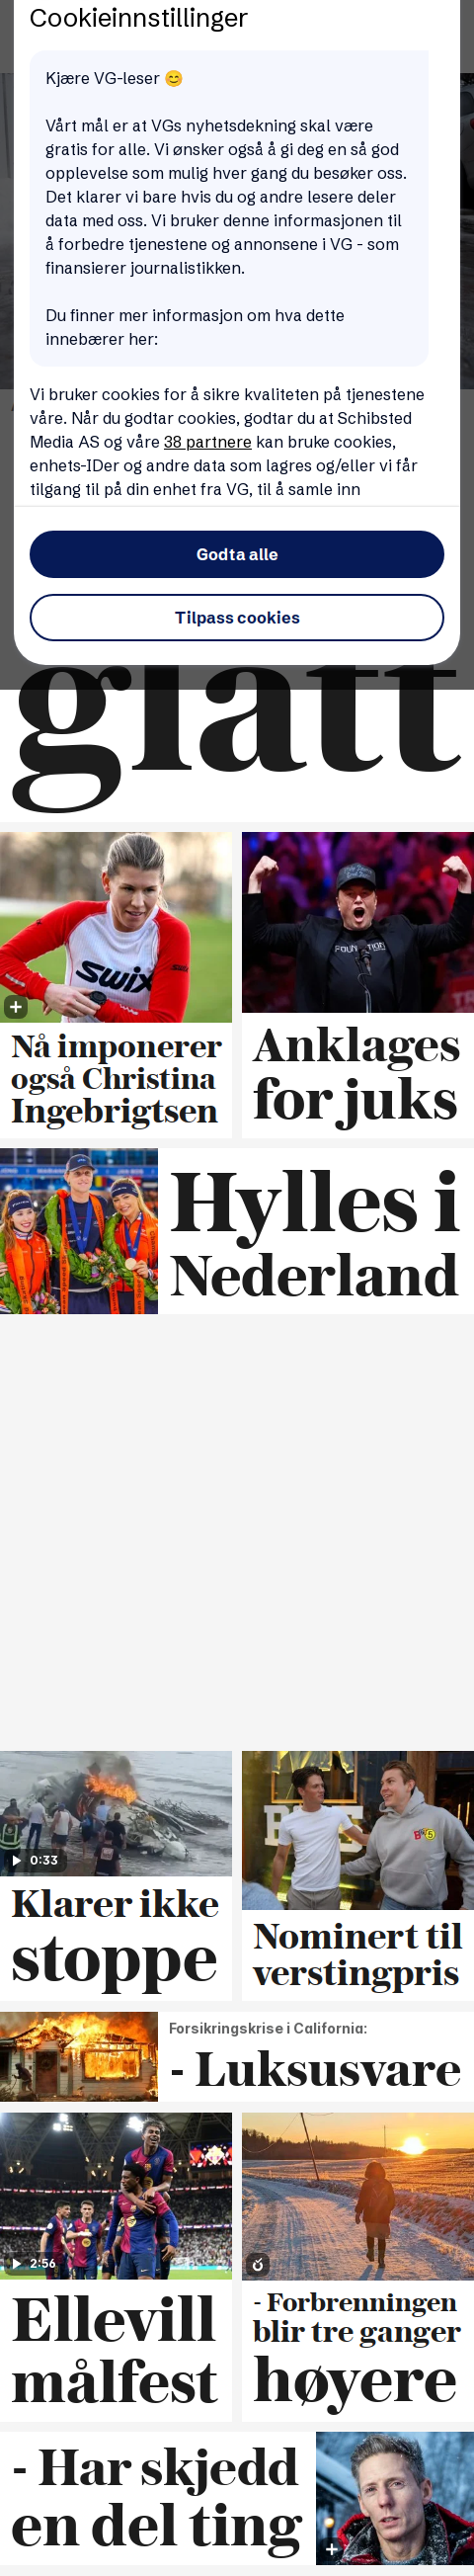 Cookieinnstillinger
Kjære VG-leser 😊
Vårt mål er at VGs nyhetsdekning skal være
gratis for alle. Vi ønsker også å gi deg en så god
opplevelse som mulig hver gang du besøker oss.
Det klarer vi bare hvis du og andre lesere deler
data med oss. Vi bruker denne informasjonen til
å forbedre tjenestene og annonsene i VG - som
finansierer journalistikken.
Du finner mer informasjon om hva dette
innebærer her:
Vi bruker cookies for å sikre kvaliteten på tjenestene
våre. Når du godtar cookies, godtar du at Schibsted
Media AS og våre 38 partnere kan bruke cookies,
enhets-IDer og andre data som lagres og/eller vi får
tilgang til på din enhet fra VG, til å samle inn
Godta alle
Tilpass cookies
glatt
swix
Nå imponerer
også Christina
Ingebrigtsen
Anklages
for juks
Hylles i
Nederland
0:33
Klarer ikke
stoppe
Nominert til
verstingpris
Forsikringskrise i California:
- Luksusvare
2:56
Ellevill
målfest
- Forbrenningen
blir tre ganger
høyere
- Har skjedd
en del ting